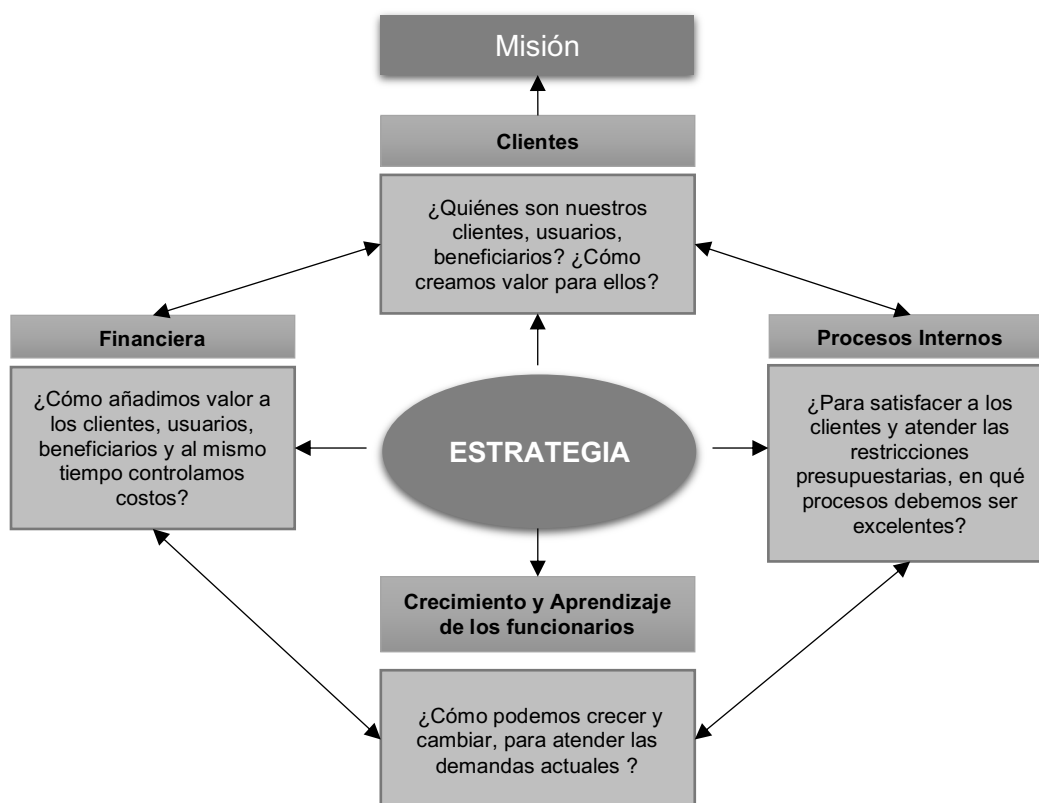 Misión
Clientes
¿Quiénes son nuestros
clientes, usuarios,
beneficiarios? ¿Cómo
creamos valor para ellos?
Financiera
¿Cómo añadimos valor a
los clientes, usuarios,
beneficiarios y al mismo
tiempo controlamos
costos?
ESTRATEGIA
Procesos Internos
¿Para satisfacer a los
clientes y atender las
restricciones
presupuestarias, en qué
procesos debemos ser
excelentes?
Crecimiento y Aprendizaje
de los funcionarios
¿Cómo podemos crecer y
cambiar, para atender las
demandas actuales ?